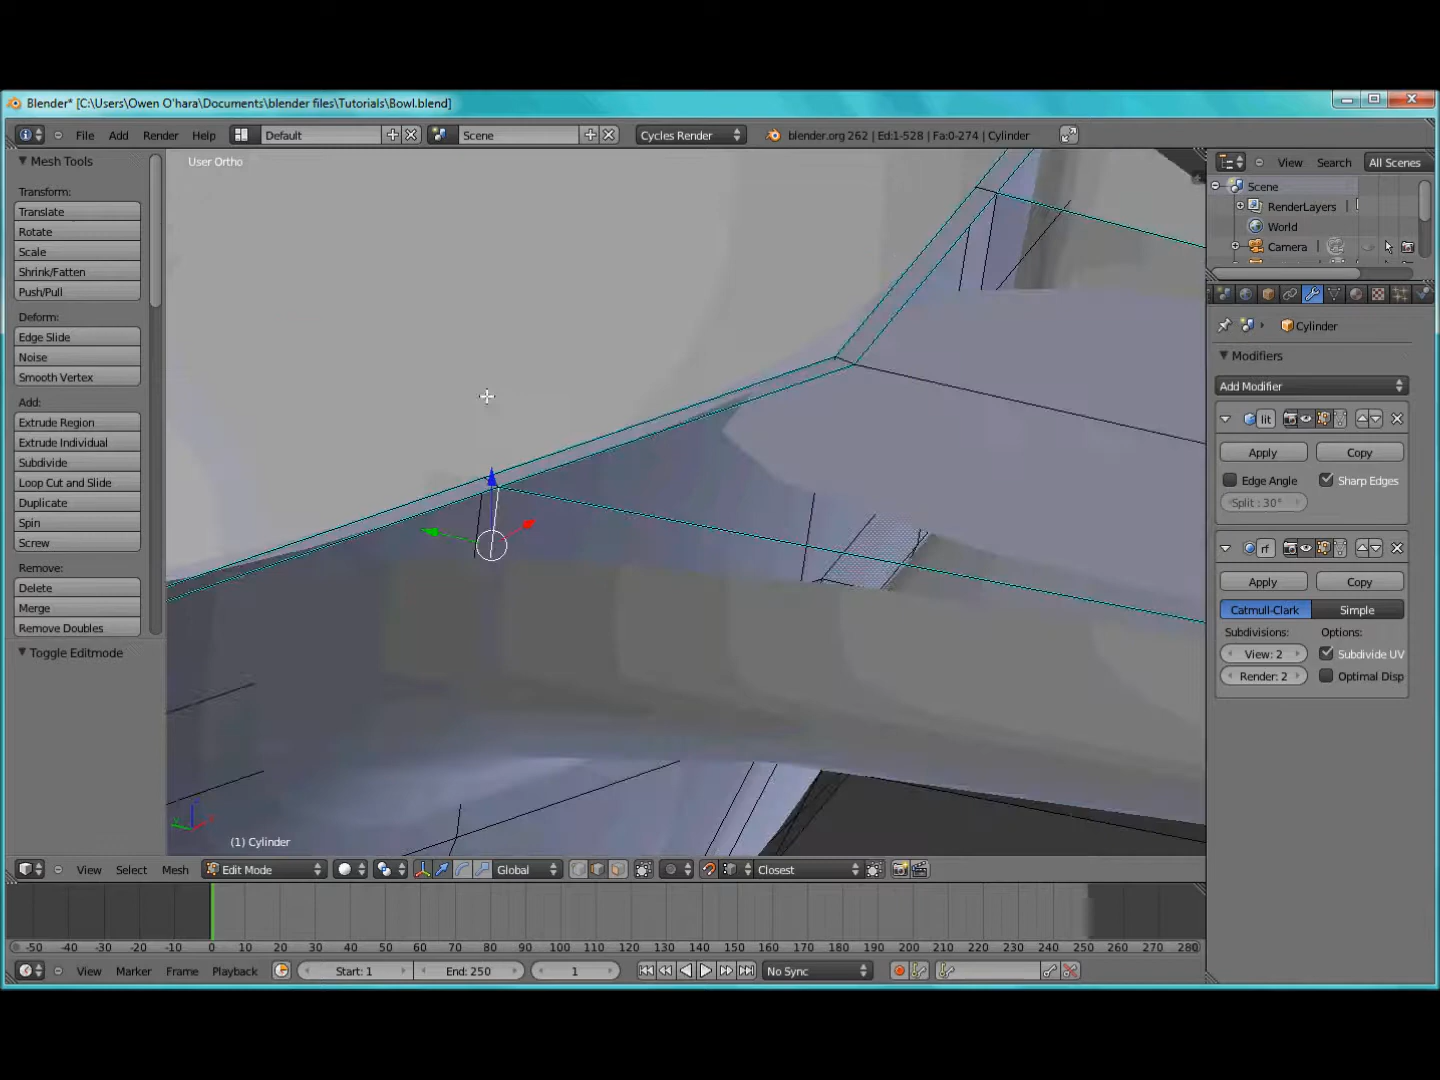 Blender* [C:\Users\Owen O'hara\Documents\blender files\Tutorials\Bowl.blend]
File Add Render Help Default Scene Cycles Render blender.org 262 | Ed:1-528 | Fa:0-274 | Cylinder
Mesh Tools
Transform:
Translate
Rotate
Scale
Shrink/Fatten
Push/Pull
Deform:
Edge Slide
Noise
Smooth Vertex
Add:
Extrude Region
Extrude Individual
Subdivide
Loop Cut and Slide
Duplicate
Spin
Screw
Remove:
Delete
Merge
Remove Doubles
Toggle Editmode
User Ortho
(1) Cylinder
View Search All Scenes
Scene
RenderLayers
World
Camera
Cylinder
Modifiers
Add Modifier
lit
Apply Copy
Edge Angle Sharp Edges
Split : 30°
rf
Apply Copy
Catmull-Clark Simple
Subdivisions: Options:
View: 2 Subdivide UV
Render: 2 Optimal Disp
View Select Mesh Edit Mode Global Closest
-50 -40 -30 -20 -10 0 10 20 30 40 50 60 70 80 90 100 110 120 130 140 150 160 170 180 190 200 210 220 230 240 250 260 270 280
View Marker Frame Playback Start: 1 End: 250 1 No Sync